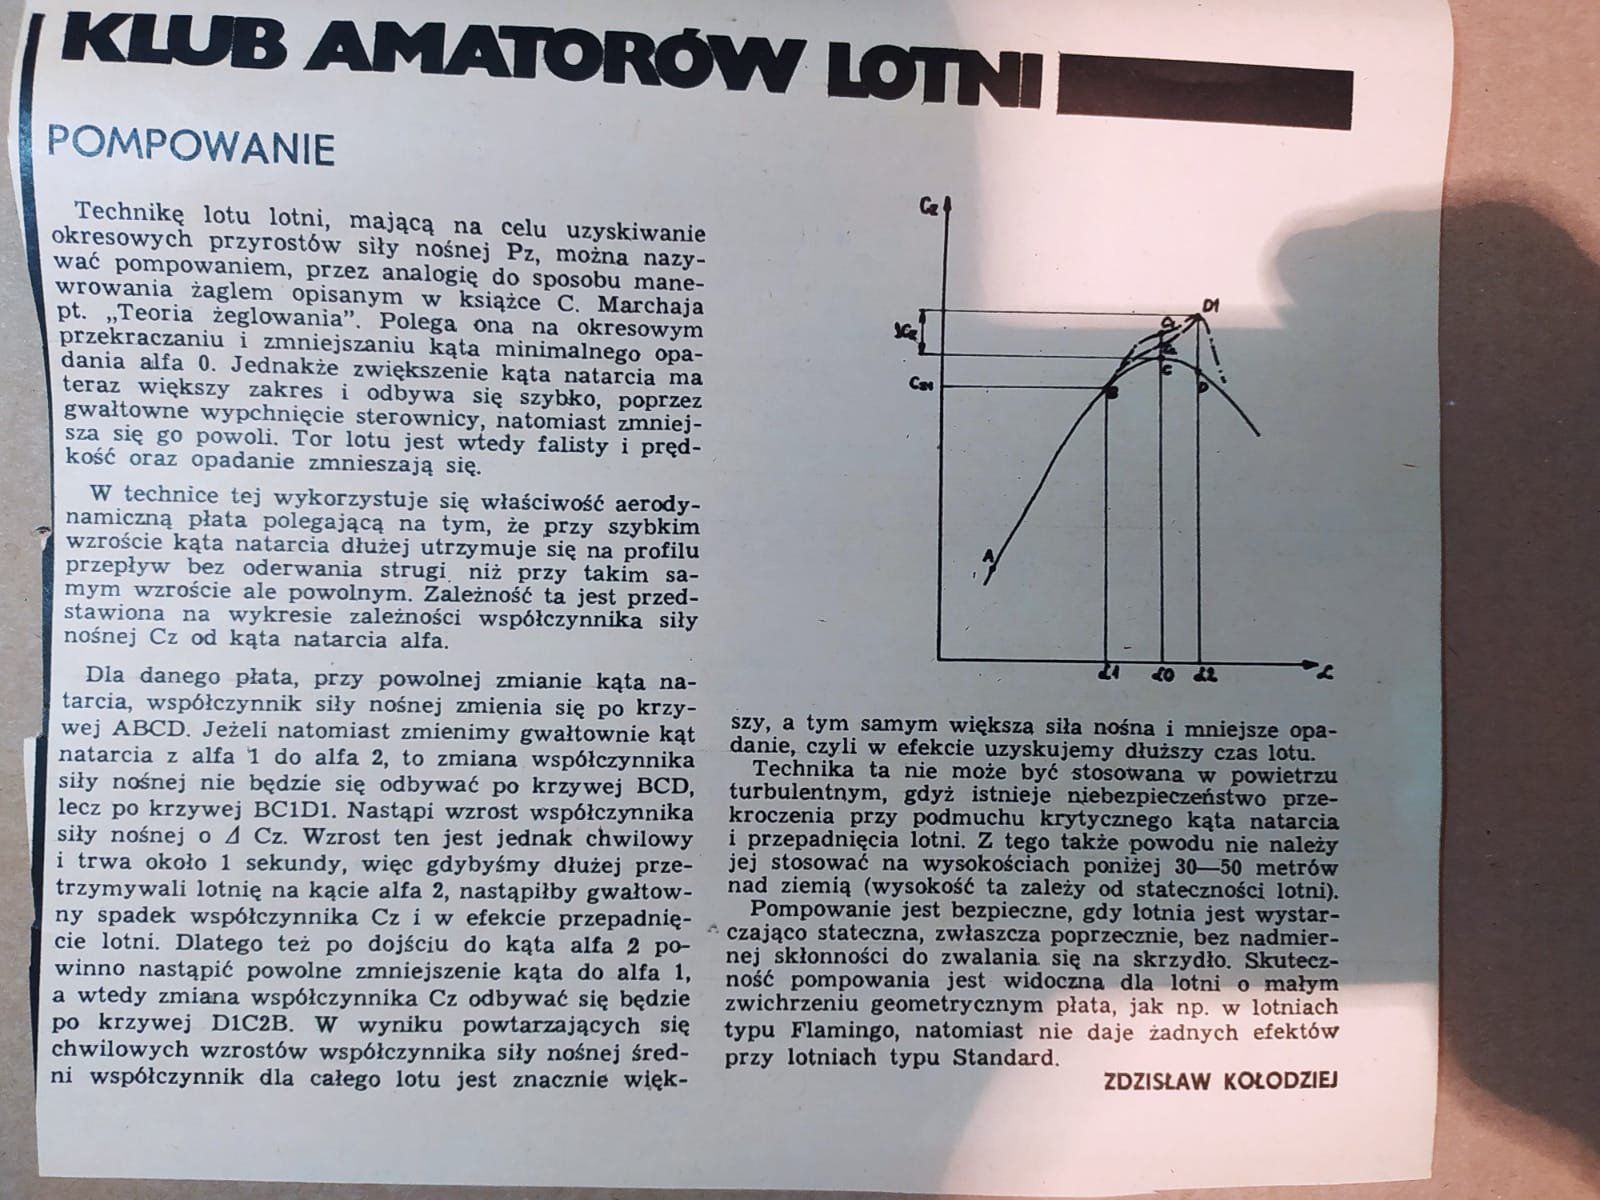 KLUB AMATORÓW LOTNI
POMPOWANIE
Technikę lotu lotni, mającą na celu uzyskiwanie
okresowych przyrostów siły nośnej Pz, można nazy-
wać pompowaniem, przez analogię do sposobu mane-
wrowania żaglem opisanym w książce C. Marchaja
pt. „Teoria żeglowania”. Polega ona na okresowym
przekraczaniu i zmniejszaniu kąta minimalnego opa-
dania alfa 0. Jednakże zwiększenie kąta natarcia ma
teraz większy zakres i odbywa się szybko, poprzez
gwałtowne wypchnięcie sterownicy, natomiast zmniej-
sza się go powoli. Tor lotu jest wtedy falisty i pręd-
kość oraz opadanie zmnieszają się.
W technice tej wykorzystuje się właściwość aerody-
namiczną płata polegającą na tym, że przy szybkim
wzroście kąta natarcia dłużej utrzymuje się na profilu
przepływ bez oderwania strugi niż przy takim sa-
mym wzroście ale powolnym. Zależność ta jest przed-
stawiona na wykresie zależności współczynnika siły
nośnej Cz od kąta natarcia alfa.
Dla danego płata, przy powolnej zmianie kąta na-
tarcia, współczynnik siły nośnej zmienia się po krzy-
wej ABCD. Jeżeli natomiast zmienimy gwałtownie kąt
natarcia z alfa 1 do alfa 2, to zmiana współczynnika
siły nośnej nie będzie się odbywać po krzywej BCD,
lecz po krzywej BC1D1. Nastąpi wzrost współczynnika
siły nośnej o Δ Cz. Wzrost ten jest jednak chwilowy
i trwa około 1 sekundy, więc gdybyśmy dłużej prze-
trzymywali lotnię na kącie alfa 2, nastąpiłby gwałtow-
ny spadek współczynnika Cz i w efekcie przepadnię-
cie lotni. Dlatego też po dojściu do kąta alfa 2 po-
winno nastąpić powolne zmniejszenie kąta do alfa 1,
a wtedy zmiana współczynnika Cz odbywać się będzie
po krzywej D1C2B. W wyniku powtarzających się
chwilowych wzrostów współczynnika siły nośnej śred-
ni współczynnik dla całego lotu jest znacznie więk-
Cz
D1
C
B
D
A
α1 α0 α2 α
szy, a tym samym większa siła nośna i mniejsze opa-
danie, czyli w efekcie uzyskujemy dłuższy czas lotu.
Technika ta nie może być stosowana w powietrzu
turbulentnym, gdyż istnieje niebezpieczeństwo prze-
kroczenia przy podmuchu krytycznego kąta natarcia
i przepadnięcia lotni. Z tego także powodu nie należy
jej stosować na wysokościach poniżej 30—50 metrów
nad ziemią (wysokość ta zależy od stateczności lotni).
Pompowanie jest bezpieczne, gdy lotnia jest wystar-
czająco stateczna, zwłaszcza poprzecznie, bez nadmier-
nej skłonności do zwalania się na skrzydło. Skutecz-
ność pompowania jest widoczna dla lotni o małym
zwichrzeniu geometrycznym płata, jak np. w lotniach
typu Flamingo, natomiast nie daje żadnych efektów
przy lotniach typu Standard.
ZDZISŁAW KOŁODZIEJ